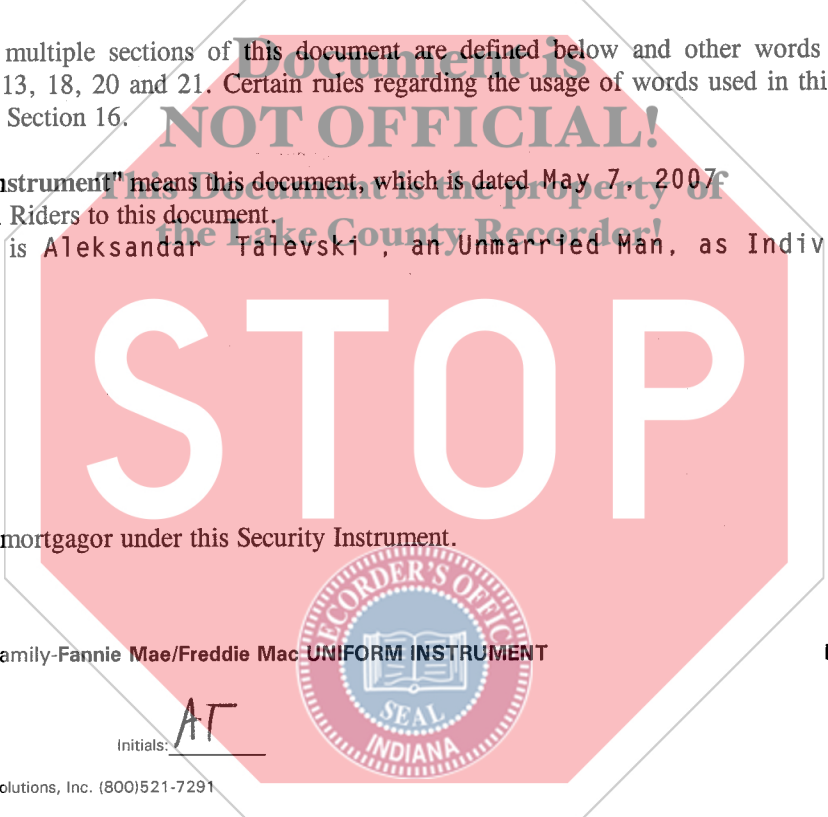 multiple sections of this document are defined below and other words
13, 18, 20 and 21. Certain rules regarding the usage of words used in thi
Section 16.
Document is
NOT OFFICIAL!
This Document is the property of
the Lake County Recorder!
nstrument" means this document, which is dated May 7, 2007
Riders to this document.
is Aleksandar Talevski , an Unmarried Man, as Indiv
STOP
mortgagor under this Security Instrument.
RECORDER'S OFFIC
SEAL
INDIANA
amily-Fannie Mae/Freddie Mac UNIFORM INSTRUMENT
Initials: AT
olutions, Inc. (800)521-7291